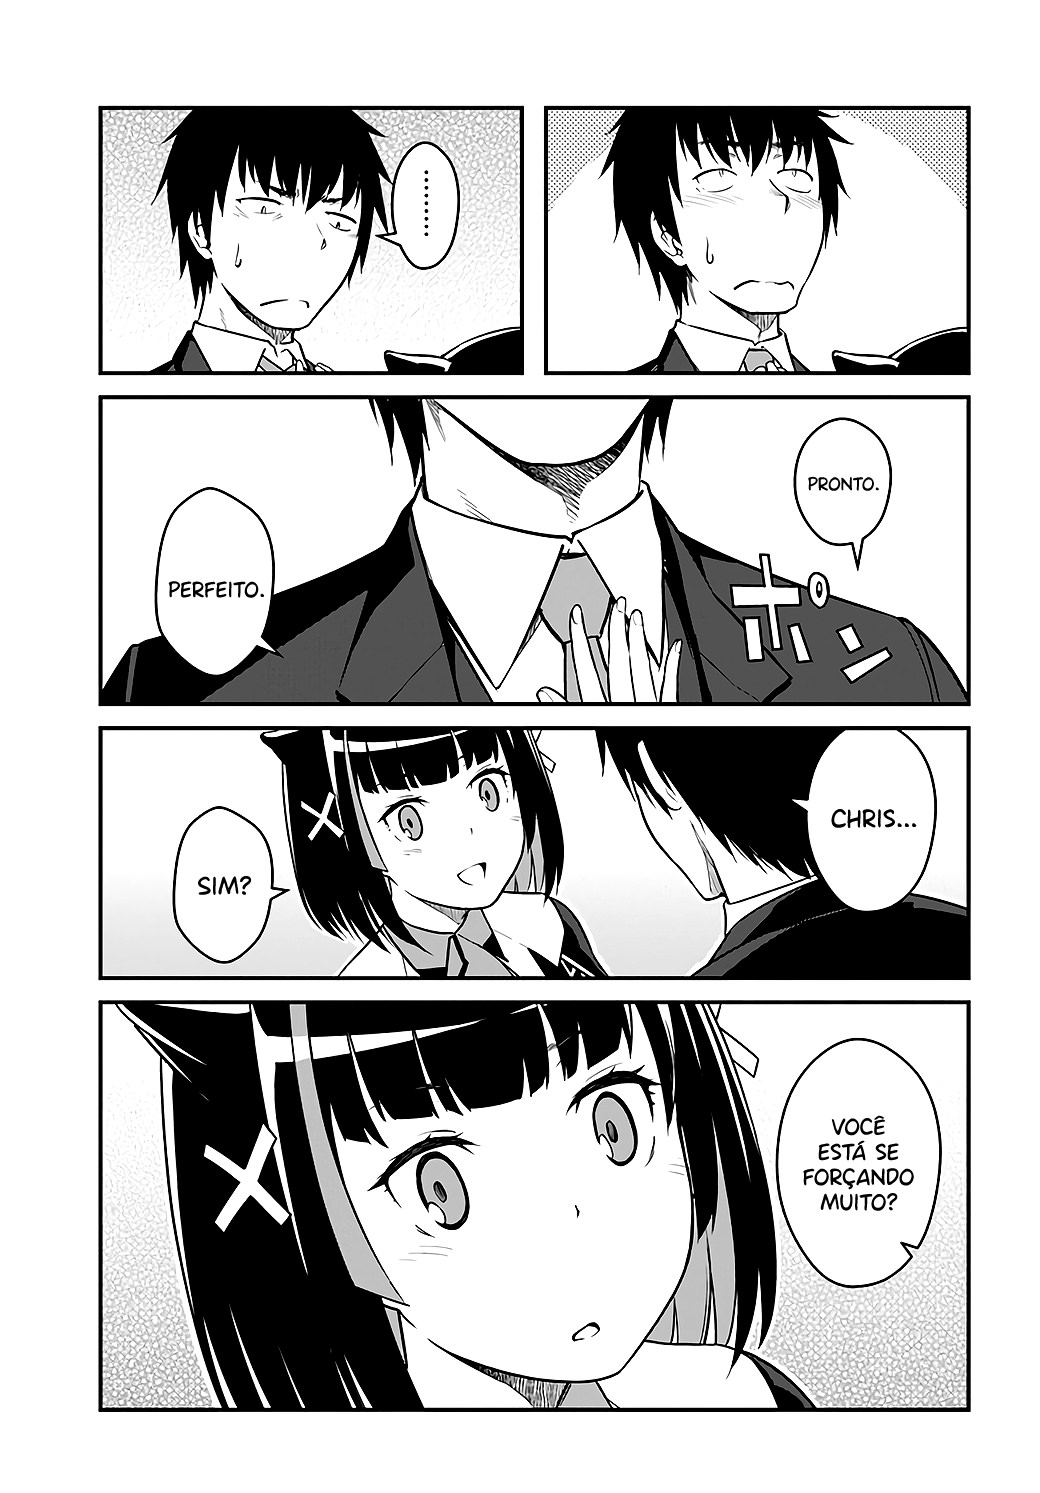 ………
PRONTO.
ポン
PERFEITO.
CHRIS...
SIM?
VOCÊ
ESTÁ SE
FORÇANDO
MUITO?